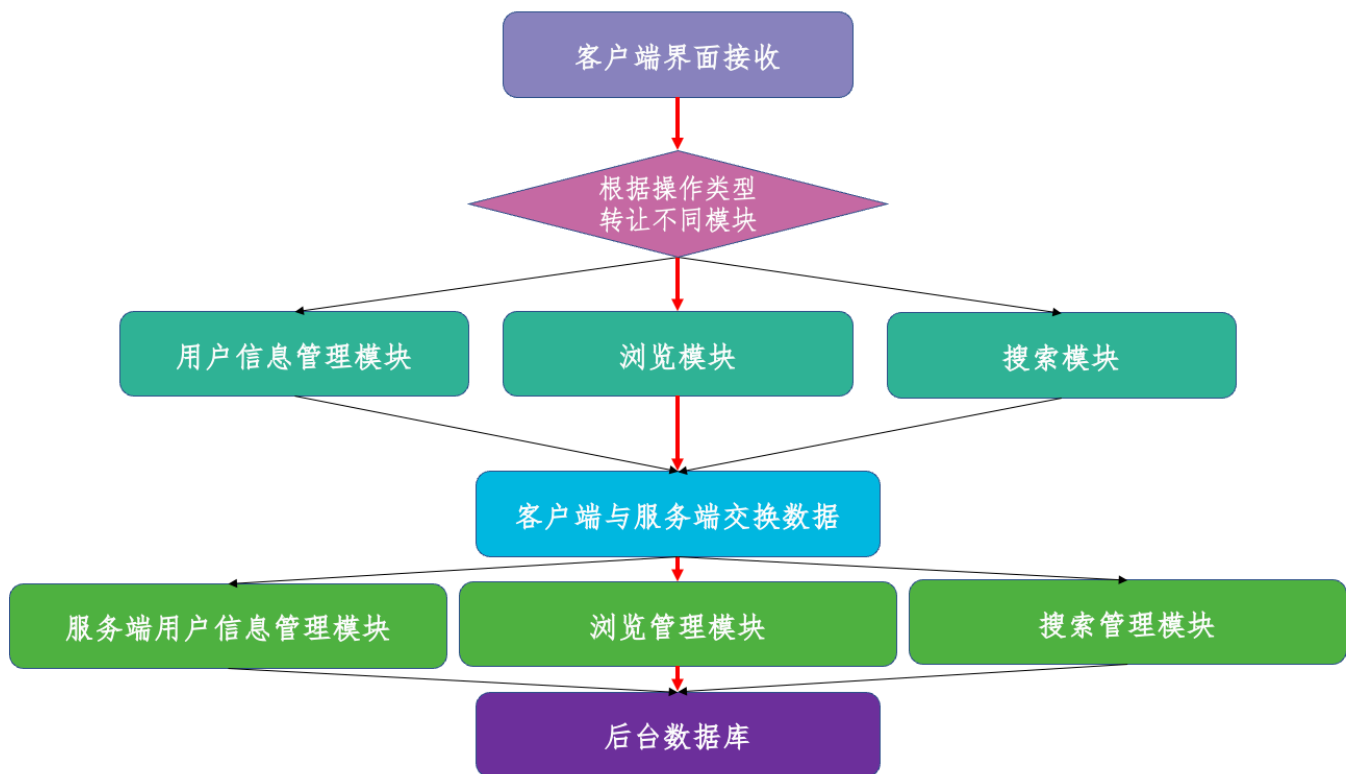 客户端界面接收
根据操作类型
转让不同模块
用户信息管理模块
浏览模块
搜索模块
客户端与服务端交换数据
服务端用户信息管理模块
浏览管理模块
搜索管理模块
后台数据库